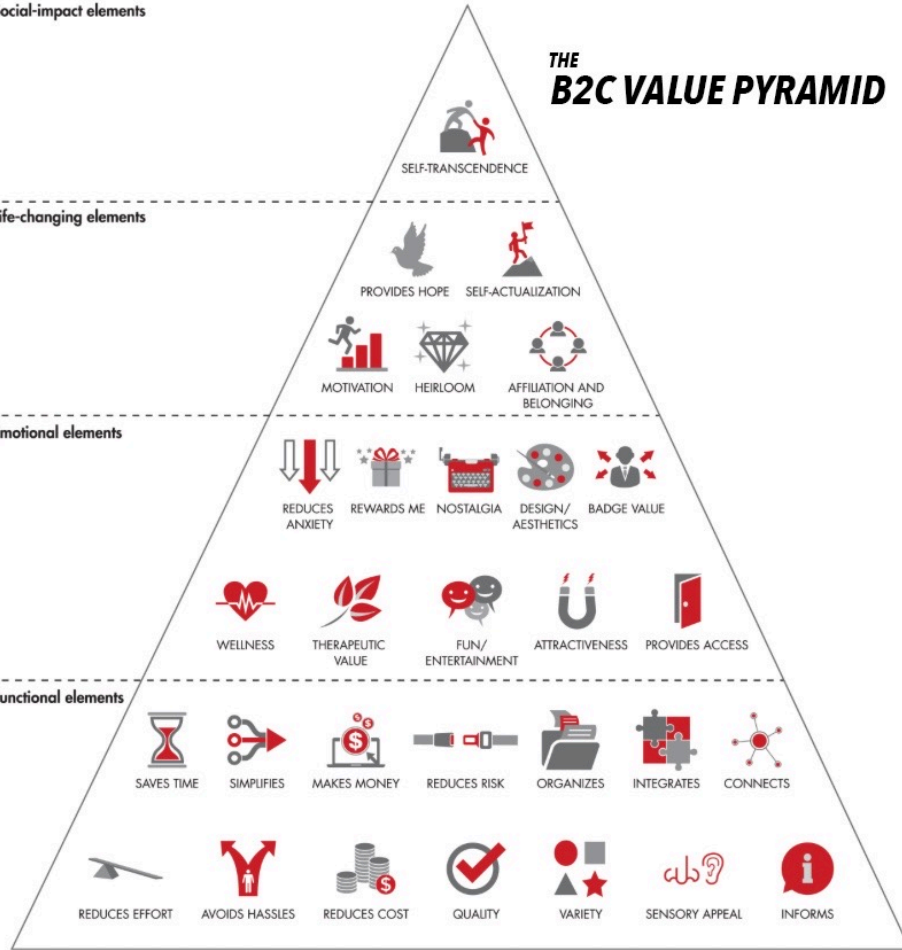 ocial-impact elements
THE
B2C VALUE PYRAMID
SELF-TRANSCENDENCE
ife-changing elements
PROVIDES HOPE
SELF-ACTUALIZATION
MOTIVATION
HEIRLOOM
AFFILIATION AND
BELONGING
motional elements
REDUCES
ANXIETY
REWARDS ME
NOSTALGIA
DESIGN/
AESTHETICS
BADGE VALUE
WELLNESS
THERAPEUTIC
VALUE
FUN/
ENTERTAINMENT
ATTRACTIVENESS
PROVIDES ACCESS
unctional elements
SAVES TIME
SIMPLIFIES
MAKES MONEY
REDUCES RISK
ORGANIZES
INTEGRATES
CONNECTS
REDUCES EFFORT
AVOIDS HASSLES
REDUCES COST
QUALITY
VARIETY
SENSORY APPEAL
INFORMS